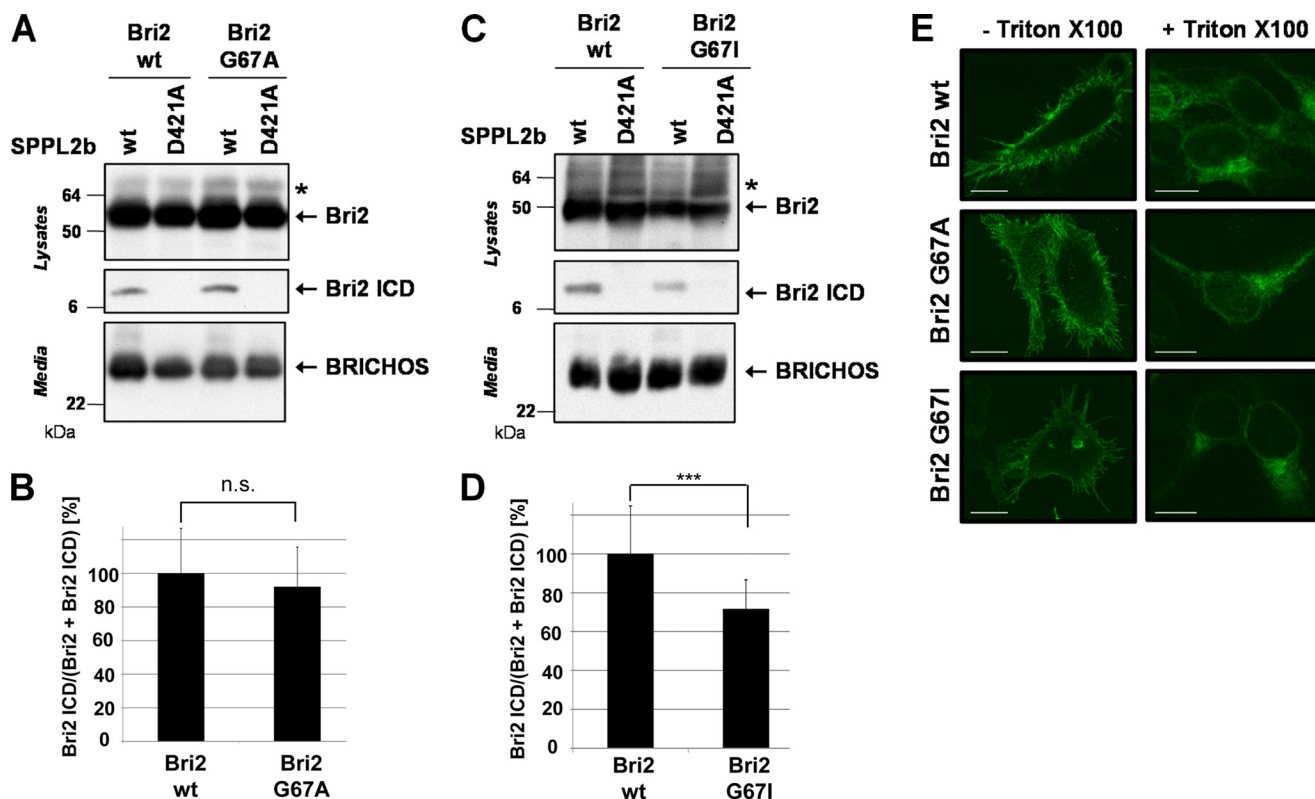 A
Bri2 wt
Bri2 G67A
SPPL2b
wt
D421A
wt
D421A
Lysates
64
50
*
← Bri2
6
← Bri2 ICD
Media
22
← BRICHOS
kDa
B
n.s.
Bri2 ICD/(Bri2 + Bri2 ICD) [%]
100
80
60
40
20
0
Bri2 wt
Bri2 G67A
C
Bri2 wt
Bri2 G67I
SPPL2b
wt
D421A
wt
D421A
Lysates
64
50
*
← Bri2
6
← Bri2 ICD
Media
22
← BRICHOS
kDa
D
***
Bri2 ICD/(Bri2 + Bri2 ICD) [%]
100
80
60
40
20
0
Bri2 wt
Bri2 G67I
E
- Triton X100
+ Triton X100
Bri2 wt
Bri2 G67A
Bri2 G67I